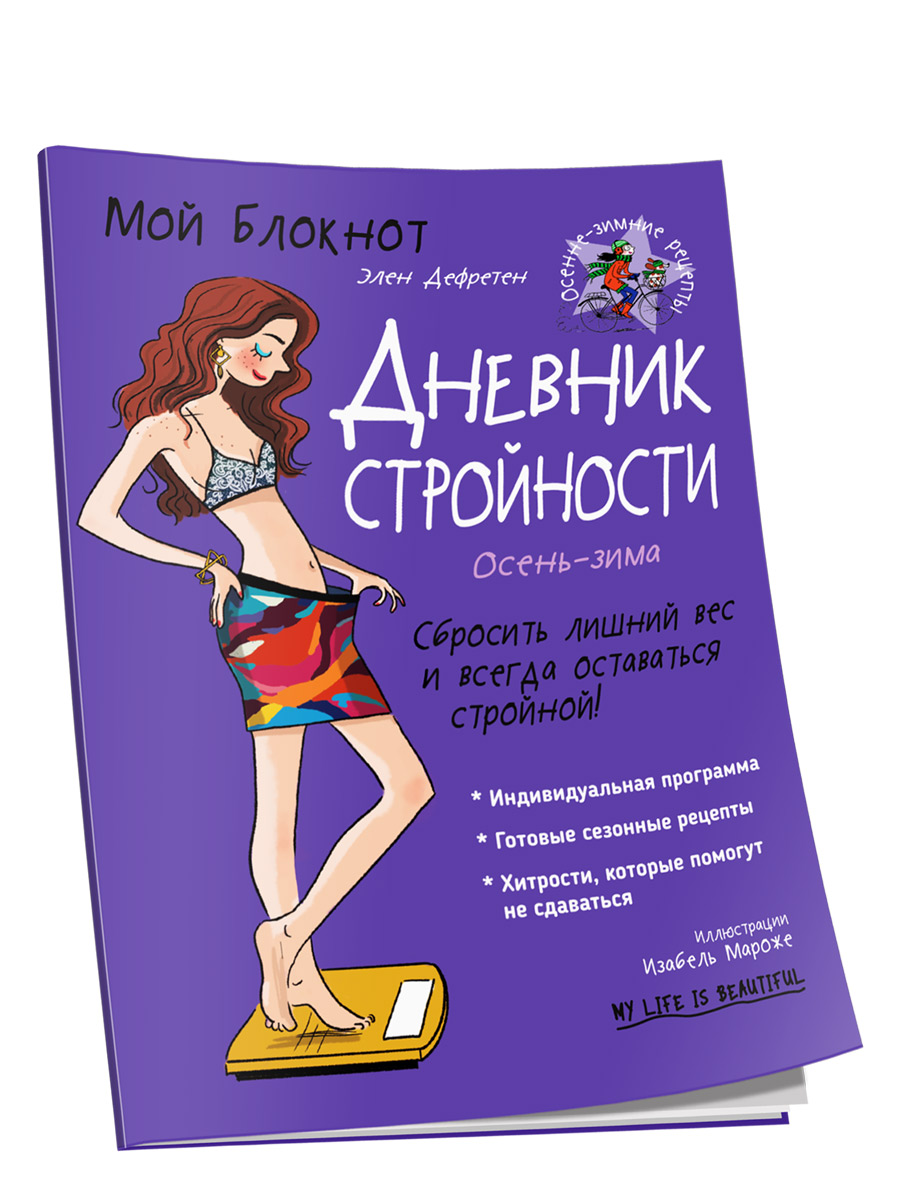 Мой Блокнот
Элен Дефретен
Осенне-зимние рецепты
Дневник
стройности
Осень-зима
Сбросить лишний вес
и всегда оставаться
стройной!
* Индивидуальная программа
* Готовые сезонные рецепты
* Хитрости, которые помогут
не сдаваться
Иллюстрации
Изабель Мароже
MY LIFE IS BEAUTIFUL